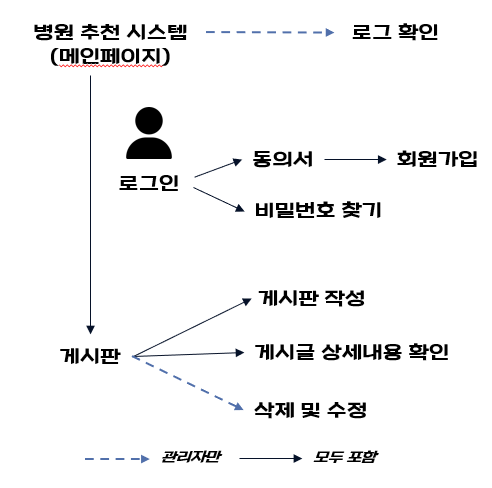 병원 추천 시스템
(메인페이지)
로그 확인
로그인
동의서
회원가입
비밀번호 찾기
게시판
게시판 작성
게시글 상세내용 확인
삭제 및 수정
관리자만
모두 포함